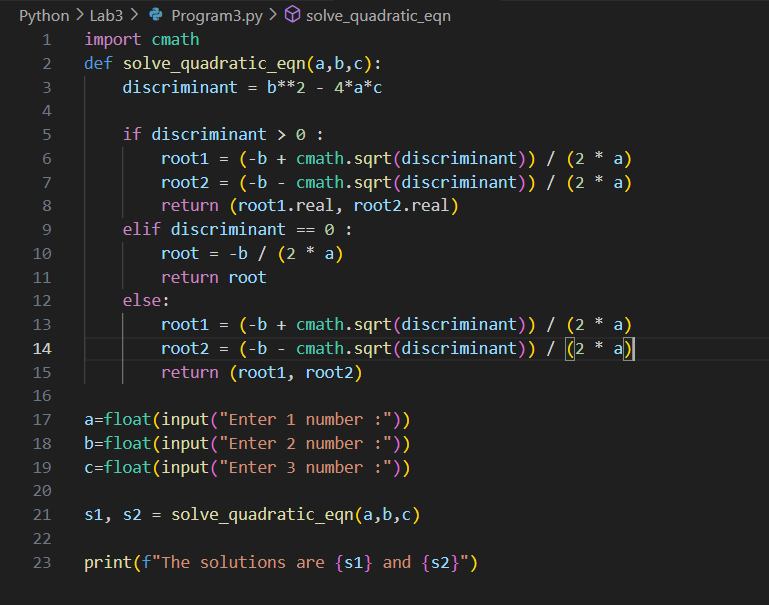 Python > Lab3 > Program3.py > solve_quadratic_eqn
1 import cmath
2 def solve_quadratic_eqn(a,b,c):
3     discriminant = b**2 - 4*a*c
4
5     if discriminant > 0 :
6         root1 = (-b + cmath.sqrt(discriminant)) / (2 * a)
7         root2 = (-b - cmath.sqrt(discriminant)) / (2 * a)
8         return (root1.real, root2.real)
9     elif discriminant == 0 :
10         root = -b / (2 * a)
11         return root
12     else:
13         root1 = (-b + cmath.sqrt(discriminant)) / (2 * a)
14         root2 = (-b - cmath.sqrt(discriminant)) / (2 * a)
15         return (root1, root2)
16
17 a=float(input("Enter 1 number :"))
18 b=float(input("Enter 2 number :"))
19 c=float(input("Enter 3 number :"))
20
21 s1, s2 = solve_quadratic_eqn(a,b,c)
22
23 print(f"The solutions are {s1} and {s2}")